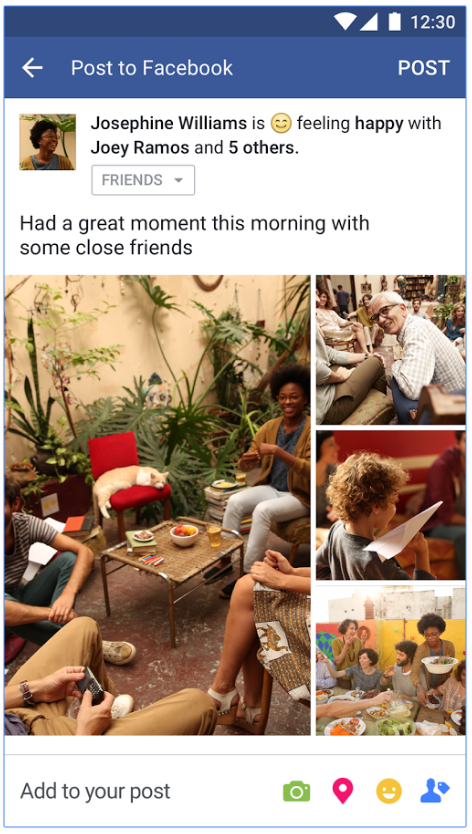 12:30
Post to Facebook POST
Josephine Williams is 😊 feeling happy with
Joey Ramos and 5 others.
FRIENDS
Had a great moment this morning with
some close friends
Add to your post